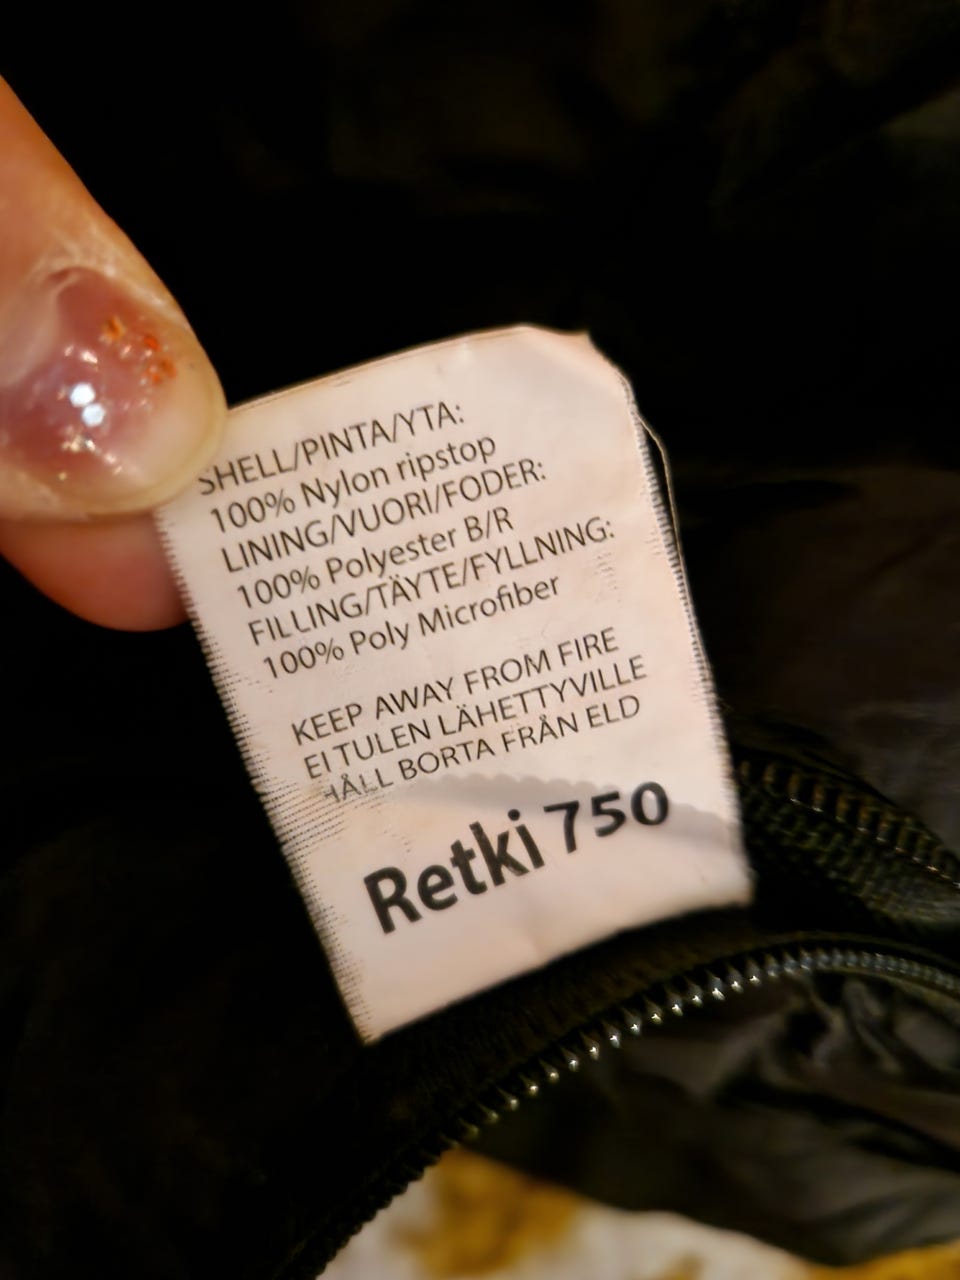 SHELL/PINTA/YTA:
100% Nylon ripstop
LINING/VUORI/FODER:
100% Polyester B/R
FILLING/TÄYTE/FYLLNING:
100% Poly Microfiber
KEEP AWAY FROM FIRE
EI TULEN LÄHETTYVILLE
HÅLL BORTA FRÅN ELD
Retki 750